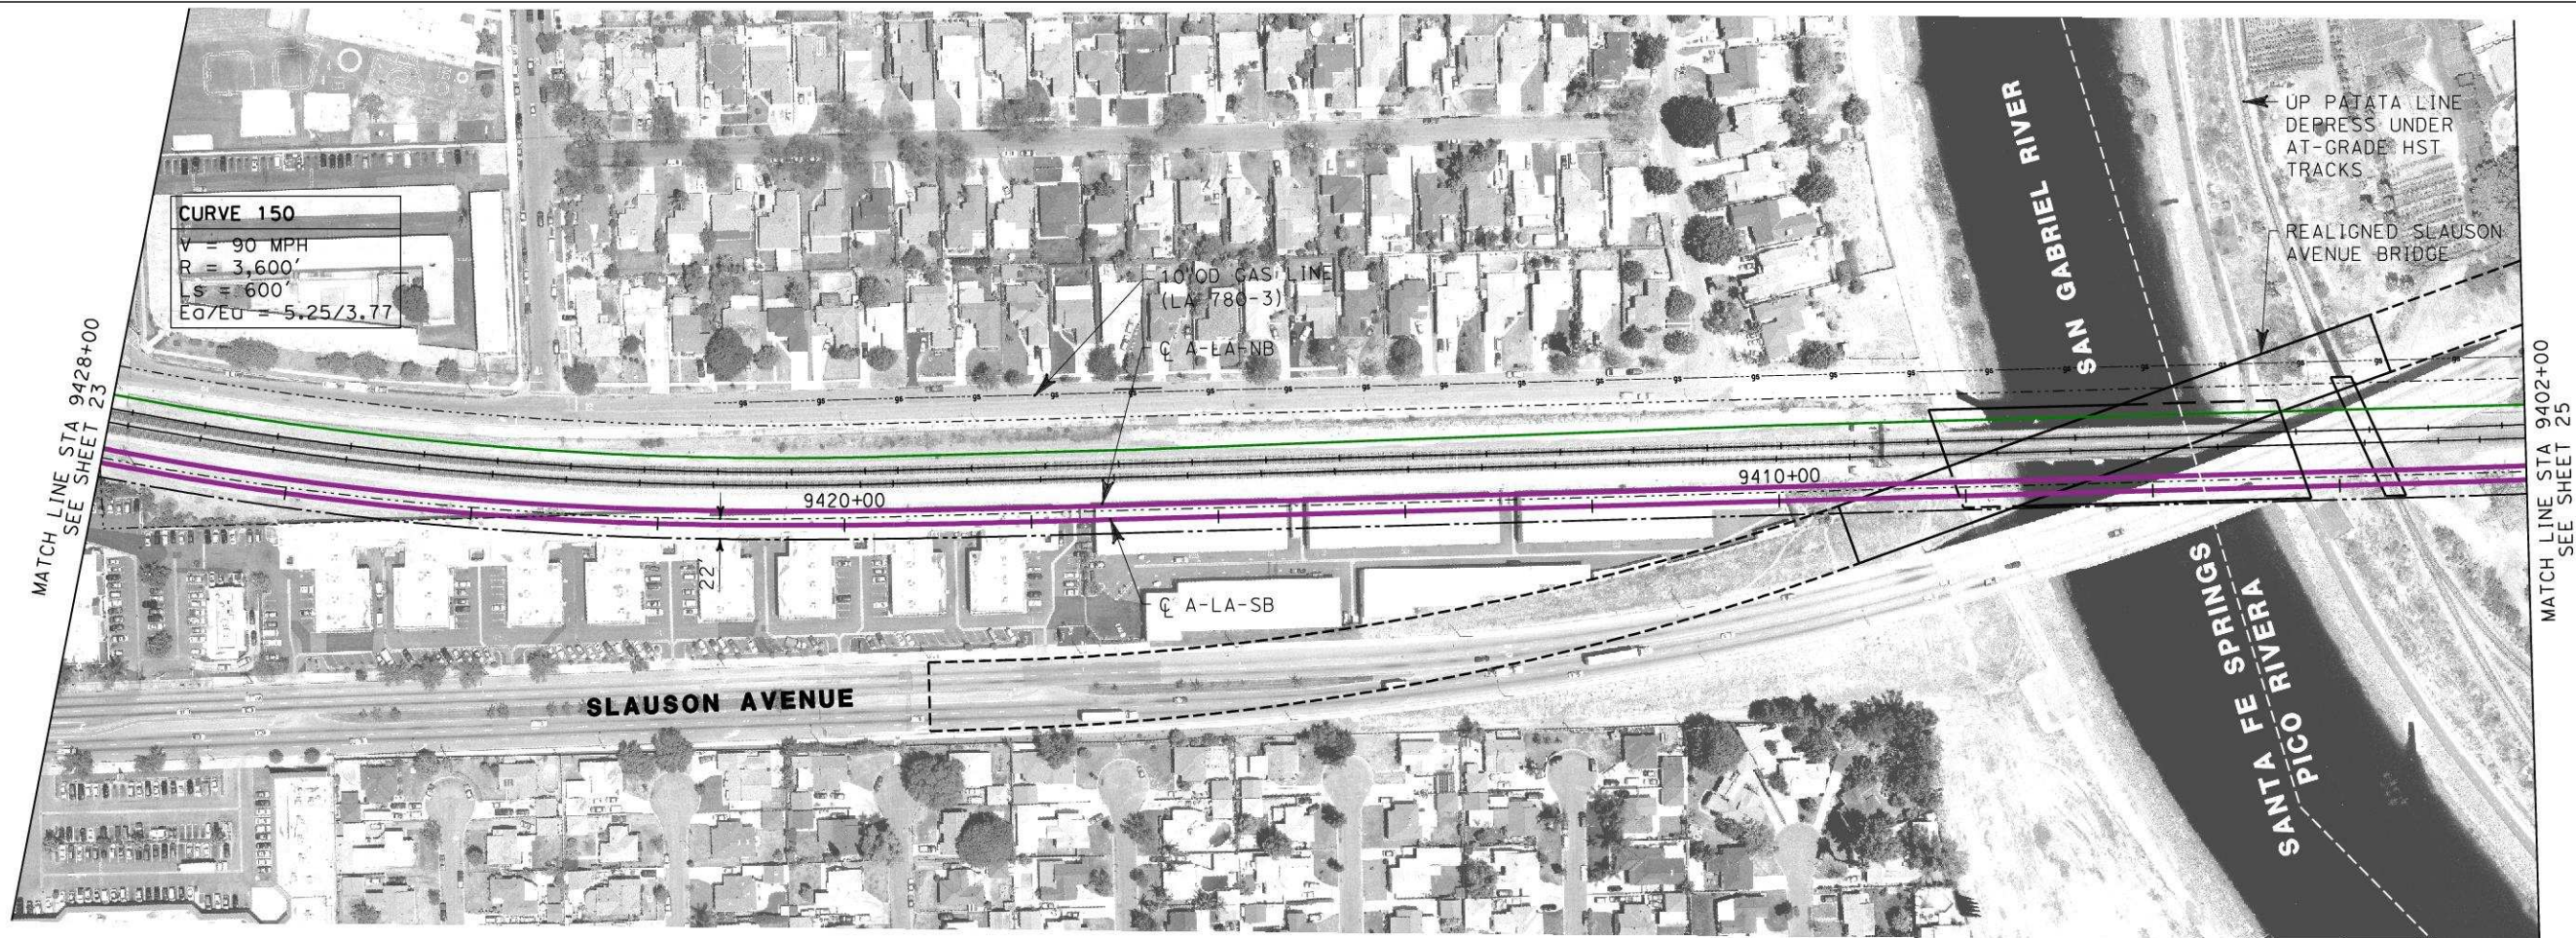 CURVE 150
V = 90 MPH
R = 3,600'
Ls = 600'
Ea/Eu = 5.25/3.77
MATCH LINE STA 9428+00
SEE SHEET 23
10"OD GAS LINE
(LA 780-3)
℄ A-LA-NB
9420+00
9410+00
22'
℄ A-LA-SB
SLAUSON AVENUE
SAN GABRIEL RIVER
UP PATATA LINE
DEPRESS UNDER
AT-GRADE HST
TRACKS
REALIGNED SLAUSON
AVENUE BRIDGE
SANTA FE SPRINGS
PICO RIVERA
MATCH LINE STA 9402+00
SEE SHEET 25